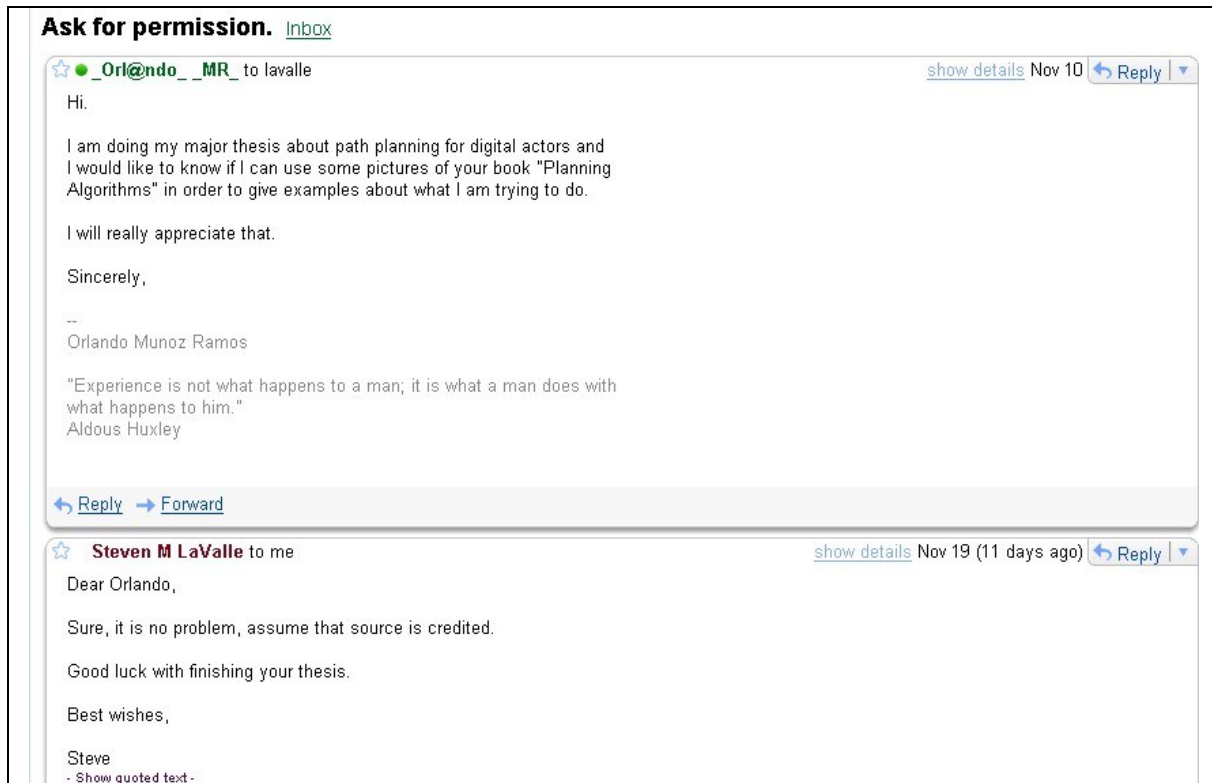 Ask for permission. Inbox
_Orl@ndo_ _MR_ to lavalle show details Nov 10 Reply
Hi.
I am doing my major thesis about path planning for digital actors and
I would like to know if I can use some pictures of your book "Planning
Algorithms" in order to give examples about what I am trying to do.
I will really appreciate that.
Sincerely,
--
Orlando Munoz Ramos
"Experience is not what happens to a man; it is what a man does with
what happens to him."
Aldous Huxley
Reply Forward
Steven M LaValle to me show details Nov 19 (11 days ago) Reply
Dear Orlando,
Sure, it is no problem, assume that source is credited.
Good luck with finishing your thesis.
Best wishes,
Steve
- Show quoted text -